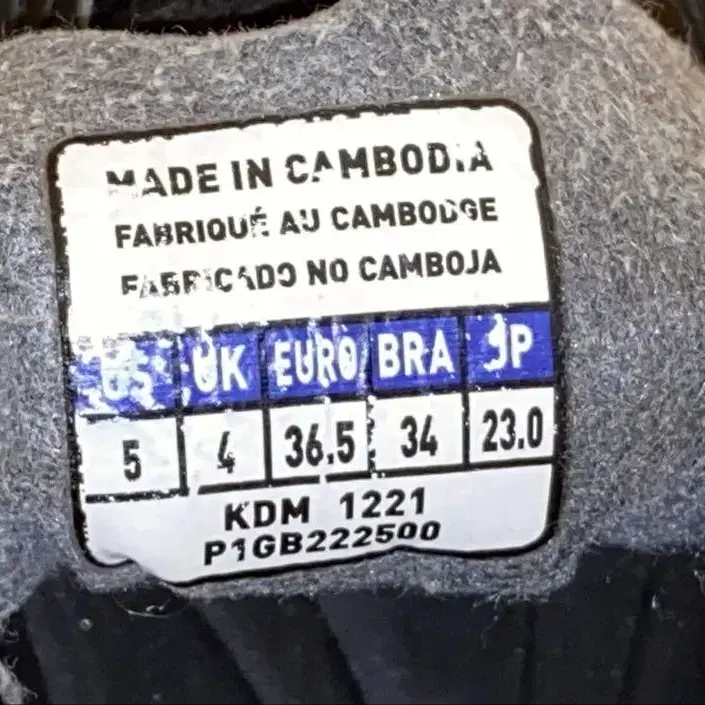 MADE IN CAMBODIA
FABRIQUÉ AU CAMBODGE
FABRICADO NO CAMBOJA
US UK EURO BRA JP
5 4 36.5 34 23.0
KDM 1221
P1GB222500